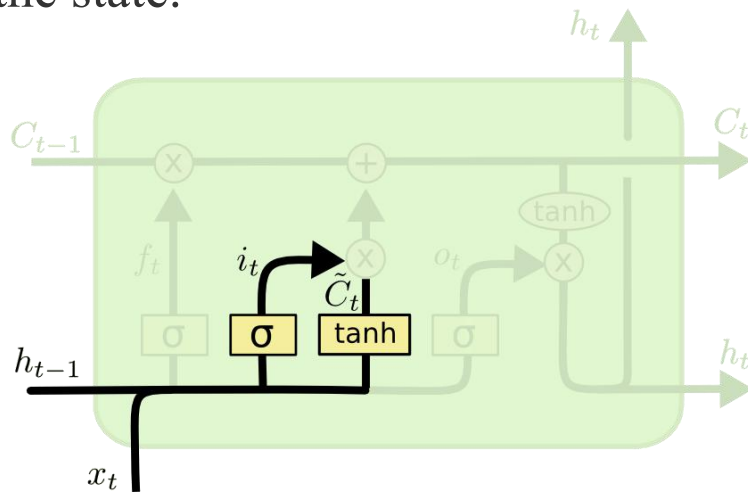 the state.
h_t
C_{t-1}
C_t
x
+
tanh
f_t
i_t
x
o_t
x
C̃_t
σ
σ
tanh
σ
h_{t-1}
h_t
x_t